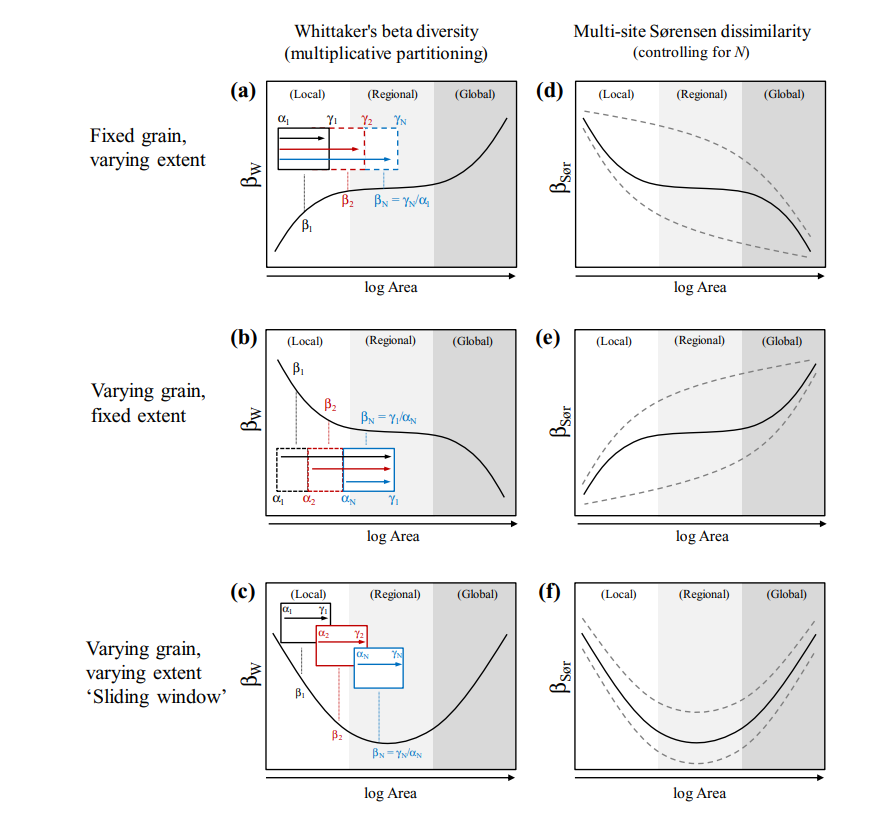 Whittaker's beta diversity
(multiplicative partitioning)
Multi-site Sørensen dissimilarity
(controlling for N)
Fixed grain,
varying extent
(a)
(Local) (Regional) (Global)
α1 γ1 γ2 γN
βW
β1
β2
βN = γN/α1
log Area
(d)
(Local) (Regional) (Global)
βSør
log Area
Varying grain,
fixed extent
(b)
(Local) (Regional) (Global)
β1
β2
βN = γ1/αN
βW
α1 α2 αN γ1
log Area
(e)
(Local) (Regional) (Global)
βSør
log Area
Varying grain,
varying extent
‘Sliding window’
(c)
(Local) (Regional) (Global)
α1 γ1
α2 γ2
αN γN
βW
β1
β2
βN = γN/αN
log Area
(f)
(Local) (Regional) (Global)
βSør
log Area